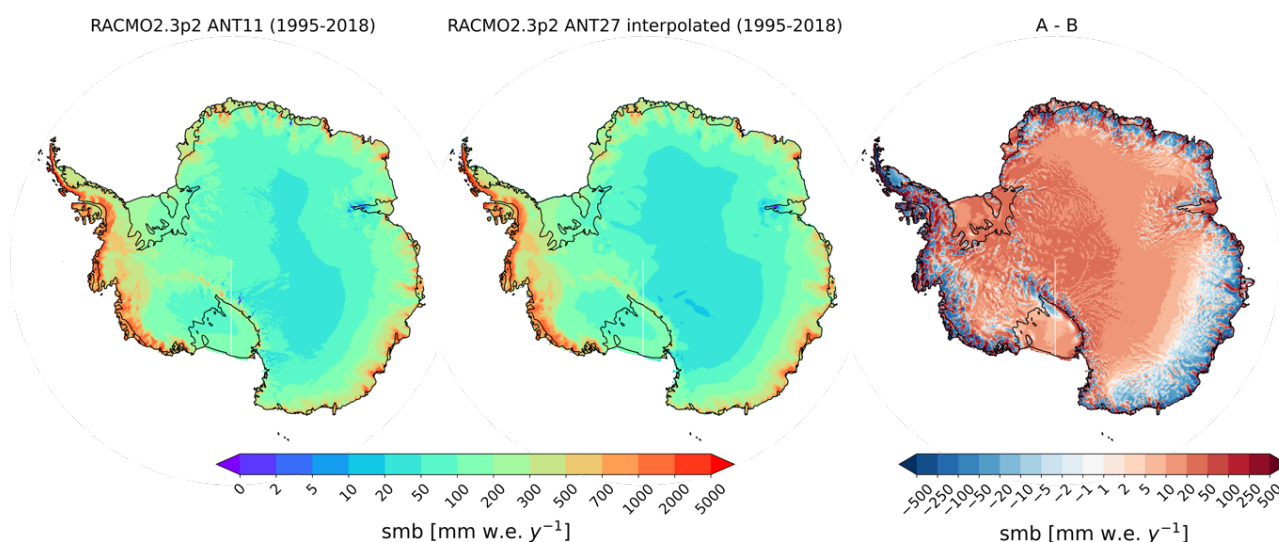 RACMO2.3p2 ANT11 (1995-2018)
RACMO2.3p2 ANT27 interpolated (1995-2018)
A - B
0 2 5 10 20 50 100 200 300 500 700 1000 2000 5000
smb [mm w.e. y⁻¹]
−500 −250 −100 −50 −20 −10 −5 −2 −1 1 2 5 10 20 50 100 250 500
smb [mm w.e. y⁻¹]